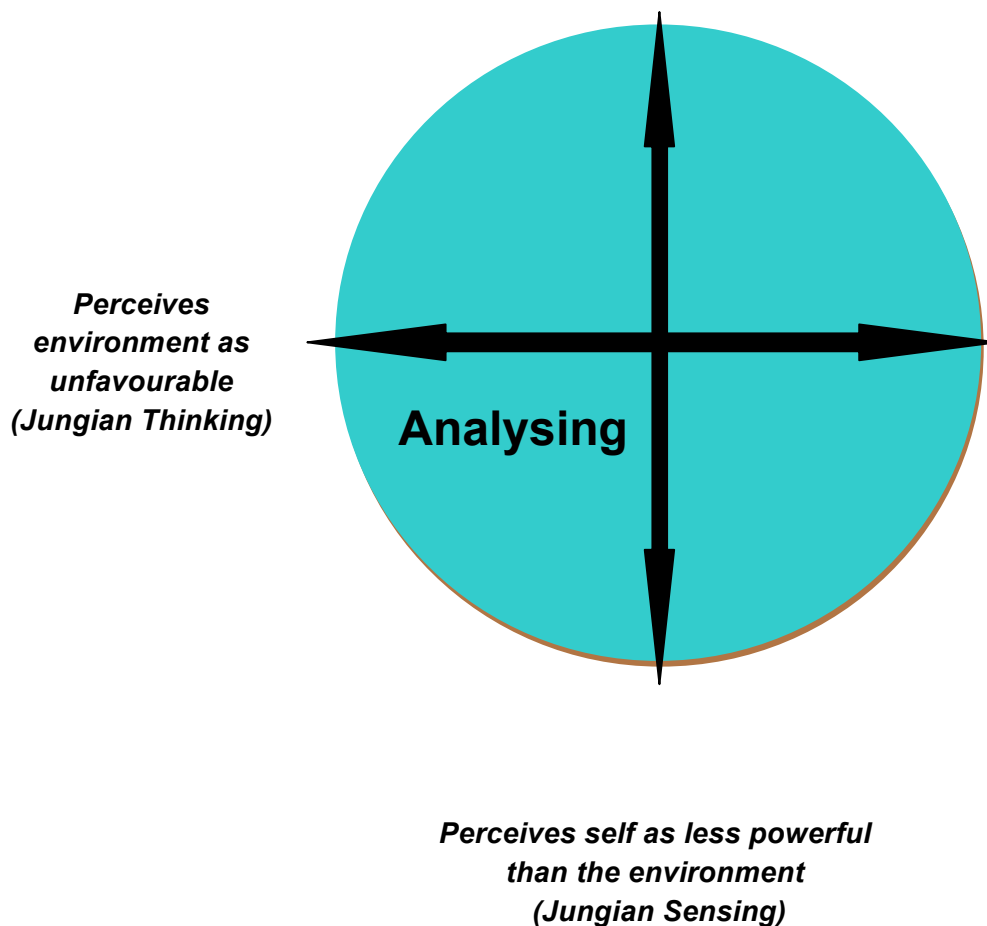 Perceives
environment as
unfavourable
(Jungian Thinking)
Analysing
Perceives self as less powerful
than the environment
(Jungian Sensing)